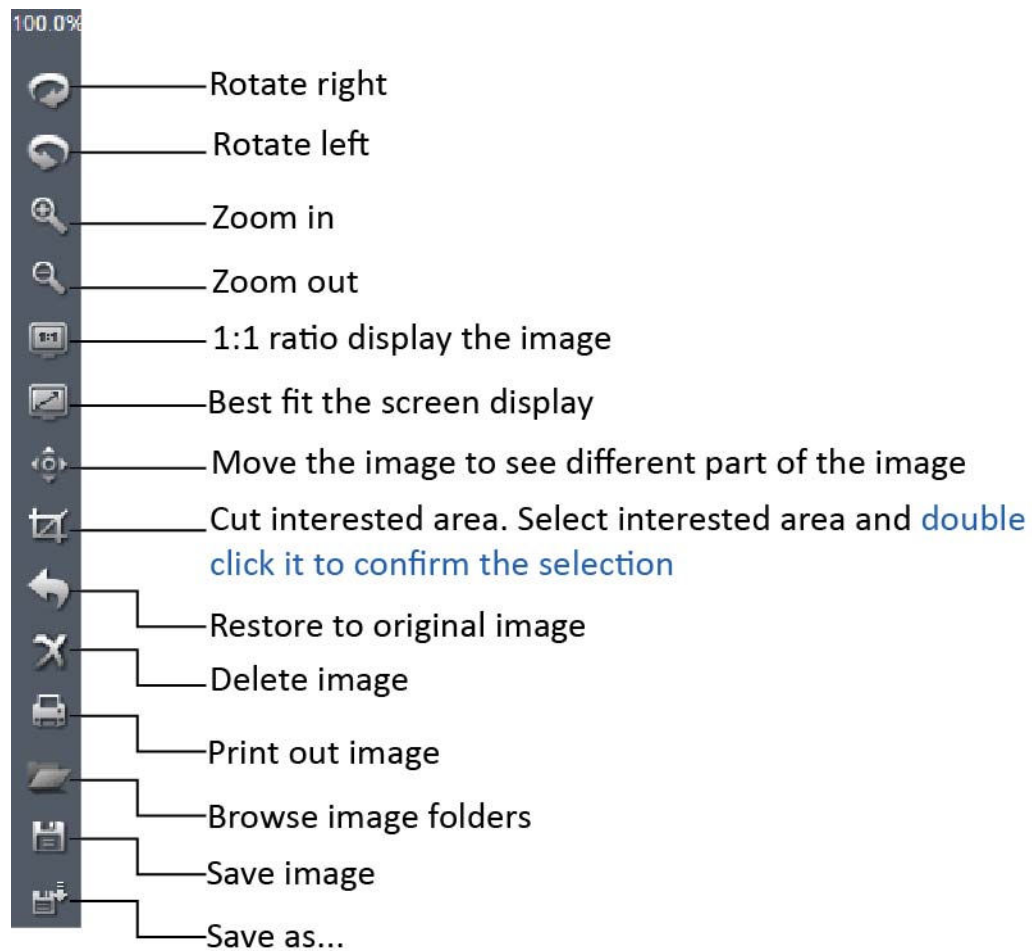 100.0%
Rotate right
Rotate left
Zoom in
Zoom out
1:1
1:1 ratio display the image
Best fit the screen display
Move the image to see different part of the image
Cut interested area. Select interested area and double
click it to confirm the selection
Restore to original image
Delete image
Print out image
Browse image folders
Save image
Save as...